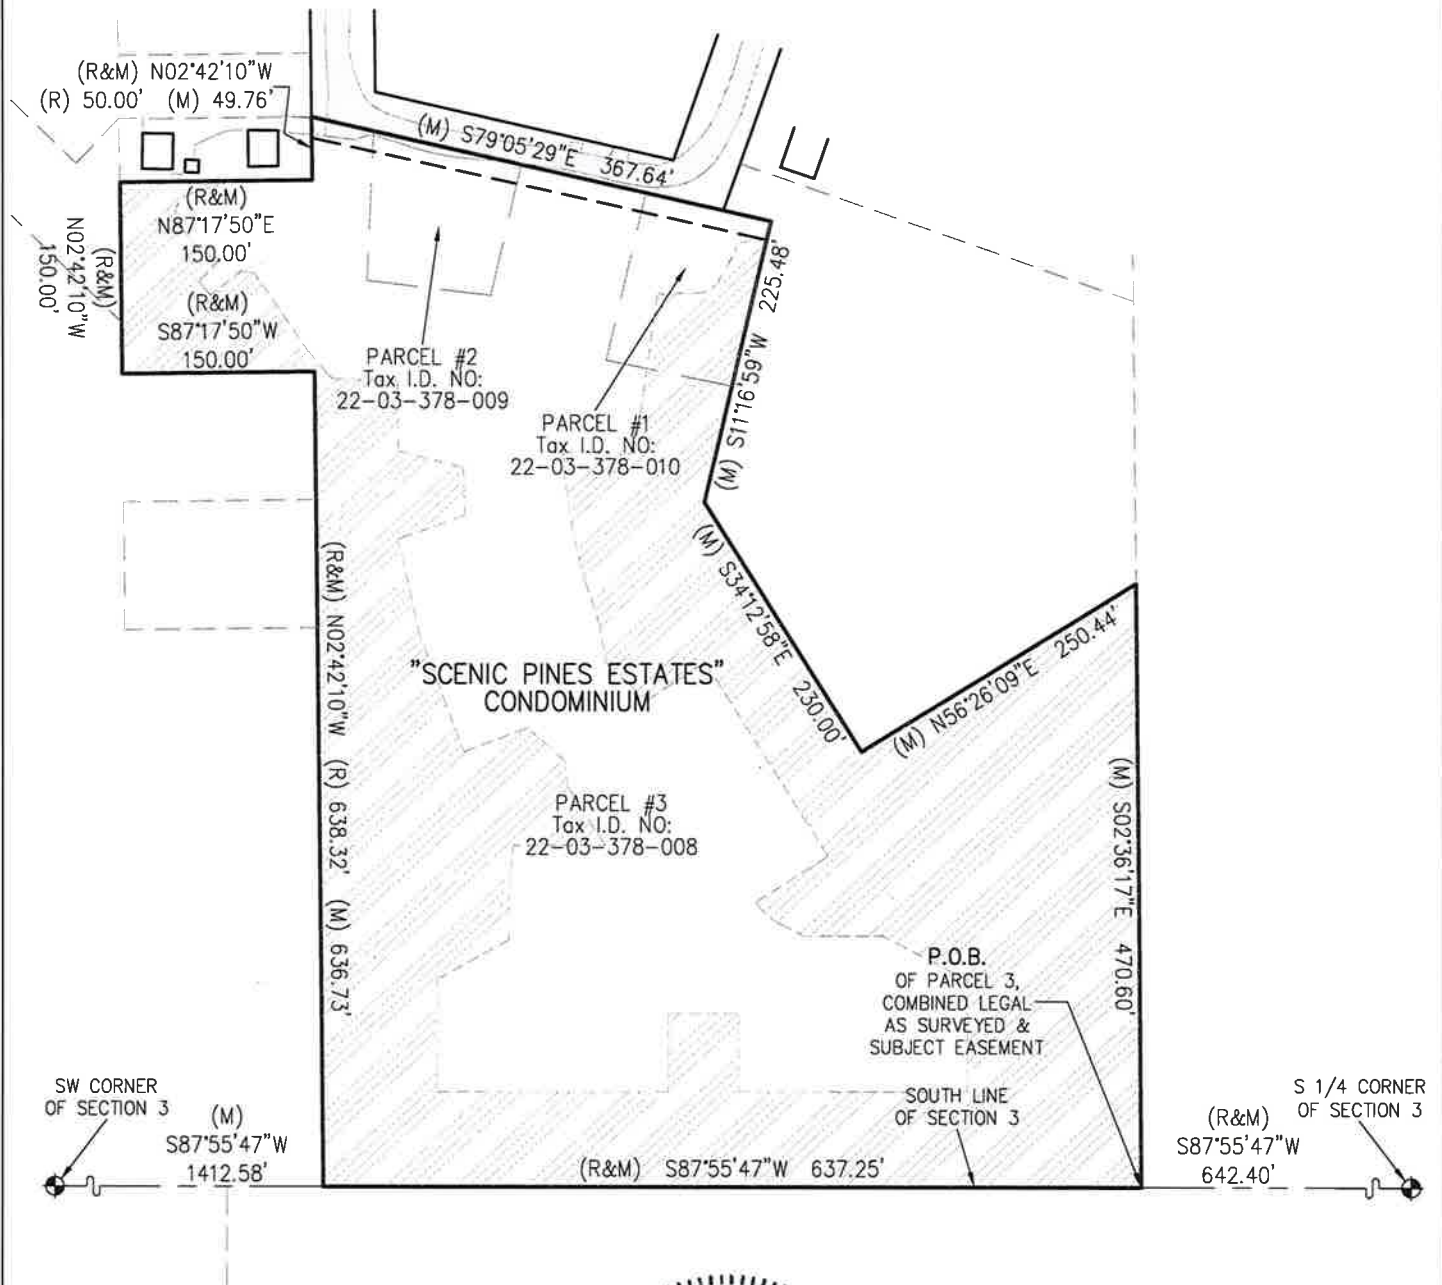 (R&M) N02°42'10"W
(R) 50.00' (M) 49.76'
(M) S79°05'29"E 367.64'
(R&M)
N87°17'50"E
150.00'
(R&M)
N02°42'10"W
150.00'
(R&M)
S87°17'50"W
150.00'
(M) S11°16'59"W 225.48'
PARCEL #2
Tax I.D. NO:
22-03-378-009
PARCEL #1
Tax I.D. NO:
22-03-378-010
(M) S34°12'58"E 230.00'
(M) N56°26'09"E 250.44'
(R&M) N02°42'10"W (R) 638.32' (M) 636.73'
"SCENIC PINES ESTATES"
CONDOMINIUM
PARCEL #3
Tax I.D. NO:
22-03-378-008
(M) S02°36'17"E 470.60'
P.O.B.
OF PARCEL 3,
COMBINED LEGAL
AS SURVEYED &
SUBJECT EASEMENT
SW CORNER
OF SECTION 3
(M)
S87°55'47"W
1412.58'
(R&M) S87°55'47"W 637.25'
SOUTH LINE
OF SECTION 3
(R&M)
S87°55'47"W
642.40'
S 1/4 CORNER
OF SECTION 3